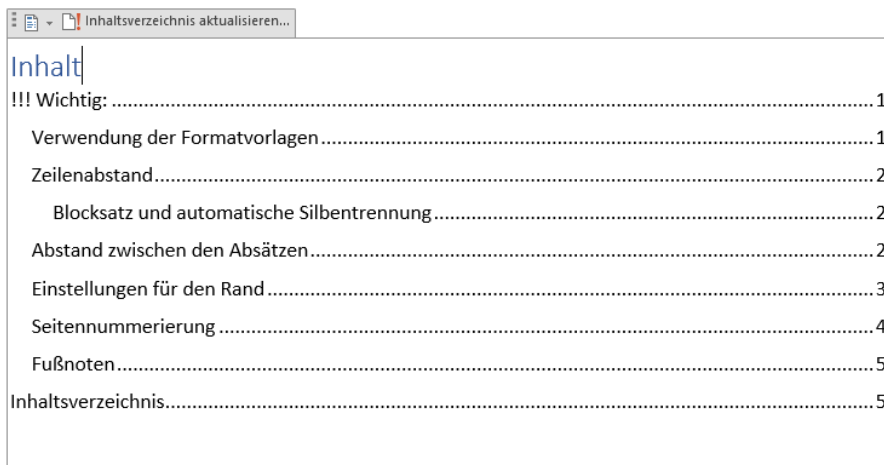 Inhaltsverzeichnis aktualisieren...
Inhalt
!!! Wichtig: ........................................ 1
Verwendung der Formatvorlagen ........................................ 1
Zeilenabstand ........................................ 2
Blocksatz und automatische Silbentrennung ........................................ 2
Abstand zwischen den Absätzen ........................................ 2
Einstellungen für den Rand ........................................ 3
Seitennummerierung ........................................ 4
Fußnoten ........................................ 5
Inhaltsverzeichnis ........................................ 5